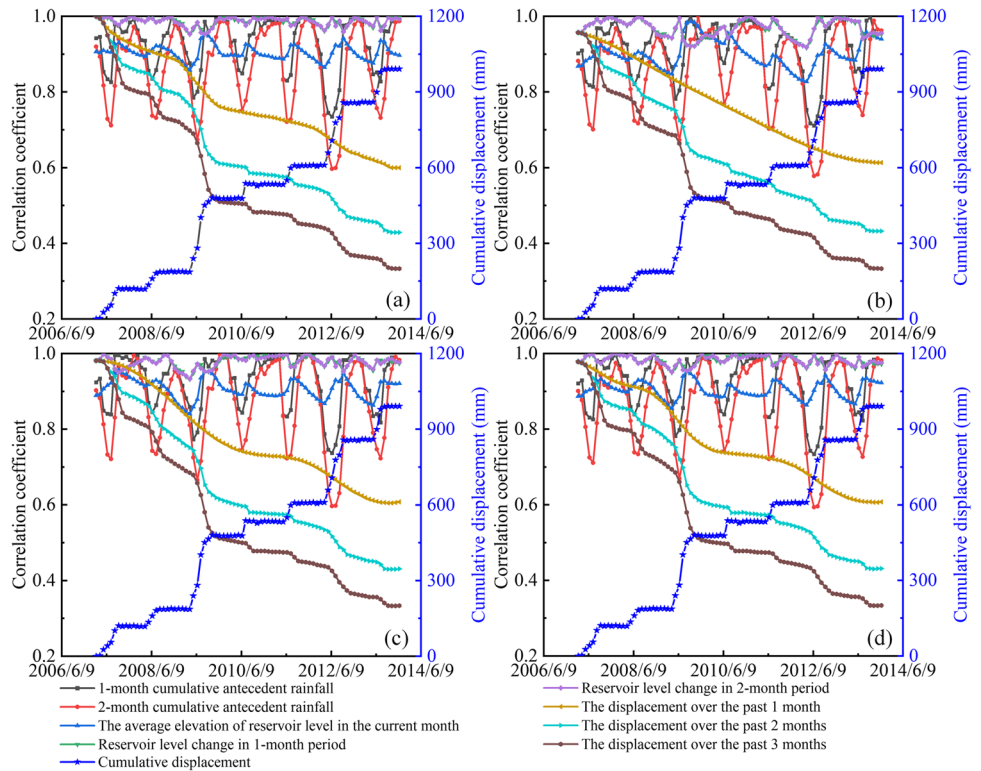 1.0
0.8
0.6
0.4
0.2
Correlation coefficient
1200
900
600
300
0
Cumulative displacement (mm)
(a)
2006/6/9 2008/6/9 2010/6/9 2012/6/9 2014/6/9
1.0
0.8
0.6
0.4
0.2
Correlation coefficient
1200
900
600
300
0
Cumulative displacement (mm)
(b)
2006/6/9 2008/6/9 2010/6/9 2012/6/9 2014/6/9
1.0
0.8
0.6
0.4
0.2
Correlation coefficient
1200
900
600
300
0
Cumulative displacement (mm)
(c)
2006/6/9 2008/6/9 2010/6/9 2012/6/9 2014/6/9
1.0
0.8
0.6
0.4
0.2
Correlation coefficient
1200
900
600
300
0
Cumulative displacement (mm)
(d)
2006/6/9 2008/6/9 2010/6/9 2012/6/9 2014/6/9
1-month cumulative antecedent rainfall
2-month cumulative antecedent rainfall
The average elevation of reservoir level in the current month
Reservoir level change in 1-month period
Cumulative displacement
Reservoir level change in 2-month period
The displacement over the past 1 month
The displacement over the past 2 months
The displacement over the past 3 months